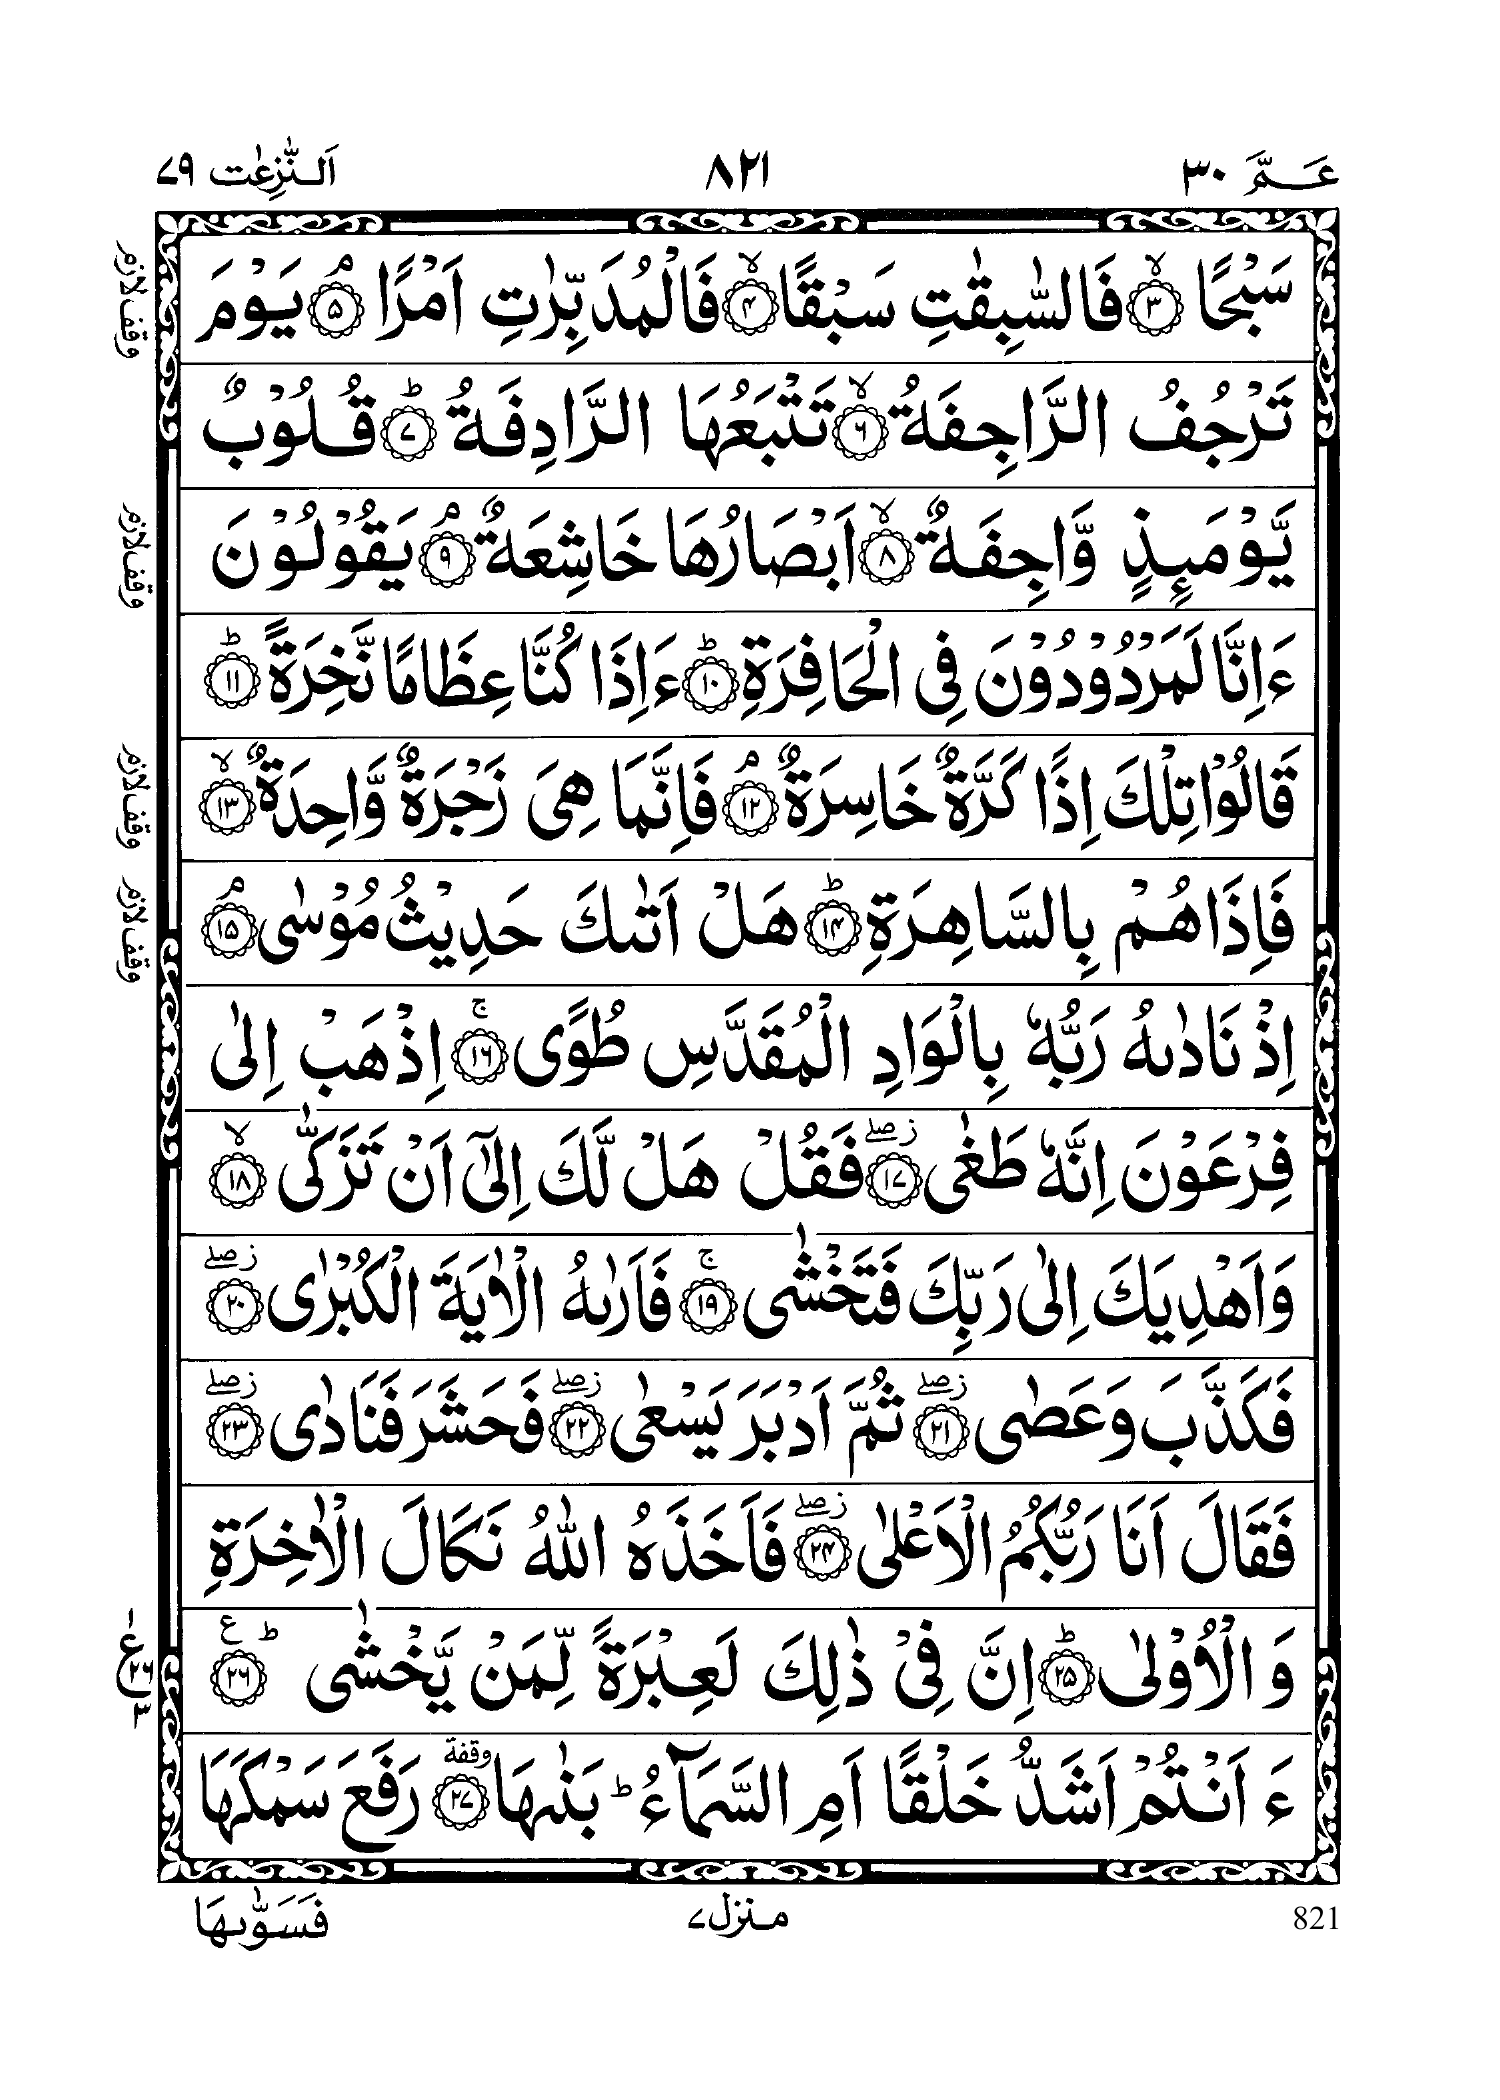 عَـــمَّ ٣٠
٨٢١
اَلنّٰزِعٰت ٧٩
سَبْحًا ۙ﴿٣﴾ فَالسّٰبِقٰتِ سَبْقًا ۙ﴿٤﴾ فَالْمُدَبِّرٰتِ اَمْرًا ۘ﴿٥﴾ يَوْمَ
وقف لازم
تَرْجُفُ الرَّاجِفَةُ ۙ﴿٦﴾ تَتْبَعُهَا الرَّادِفَةُ ؕ﴿٧﴾ قُلُوْبٌ
يَّوْمَىِٕذٍ وَّاجِفَةٌ ۙ﴿٨﴾ اَبْصَارُهَا خَاشِعَةٌ ۘ﴿٩﴾ يَقُوْلُوْنَ
وقف لازم
ءَاِنَّا لَمَرْدُوْدُوْنَ فِى الْحَافِرَةِ ؕ﴿١٠﴾ ءَاِذَا كُنَّا عِظَامًا نَّخِرَةً ؕ﴿١١﴾
قَالُوْا تِلْكَ اِذًا كَرَّةٌ خَاسِرَةٌ ۘ﴿١٢﴾ فَاِنَّمَا هِىَ زَجْرَةٌ وَّاحِدَةٌ ۙ﴿١٣﴾
وقف لازم
فَاِذَا هُمْ بِالسَّاهِرَةِ ؕ﴿١٤﴾ هَلْ اَتٰٮكَ حَدِيْثُ مُوْسٰى ۘ﴿١٥﴾
وقف لازم
اِذْ نَادٰٮهُ رَبُّهٗ بِالْوَادِ الْمُقَدَّسِ طُوًى ۚ﴿١٦﴾ اِذْهَبْ اِلٰى
فِرْعَوْنَ اِنَّهٗ طَغٰى ۖ ز﴿١٧﴾ فَقُلْ هَلْ لَّكَ اِلٰٓى اَنْ تَزَكّٰى ۙ﴿١٨﴾
وَاَهْدِيَكَ اِلٰى رَبِّكَ فَتَخْشٰى ۚ﴿١٩﴾ فَاَرٰٮهُ الْاٰيَةَ الْكُبْرٰى ۖ ز﴿٢٠﴾
فَكَذَّبَ وَعَصٰى ۖ ز﴿٢١﴾ ثُمَّ اَدْبَرَ يَسْعٰى ۖ ز﴿٢٢﴾ فَحَشَرَ فَنَادٰى ۖ ز﴿٢٣﴾
فَقَالَ اَنَا رَبُّكُمُ الْاَعْلٰى ۖ ز﴿٢٤﴾ فَاَخَذَهُ اللّٰهُ نَكَالَ الْاٰخِرَةِ
وَالْاُوْلٰى ؕ﴿٢٥﴾ اِنَّ فِىْ ذٰلِكَ لَعِبْرَةً لِّمَنْ يَّخْشٰى ؕ ع﴿٢٦﴾
١ ع ٢٦ ٣
ءَاَنْتُمْ اَشَدُّ خَلْقًا اَمِ السَّمَآءُ ؕ بَنٰٮهَا وقفة﴿٢٧﴾ رَفَعَ سَمْكَهَا
فَسَوّٰٮهَا
منزل ٧
821